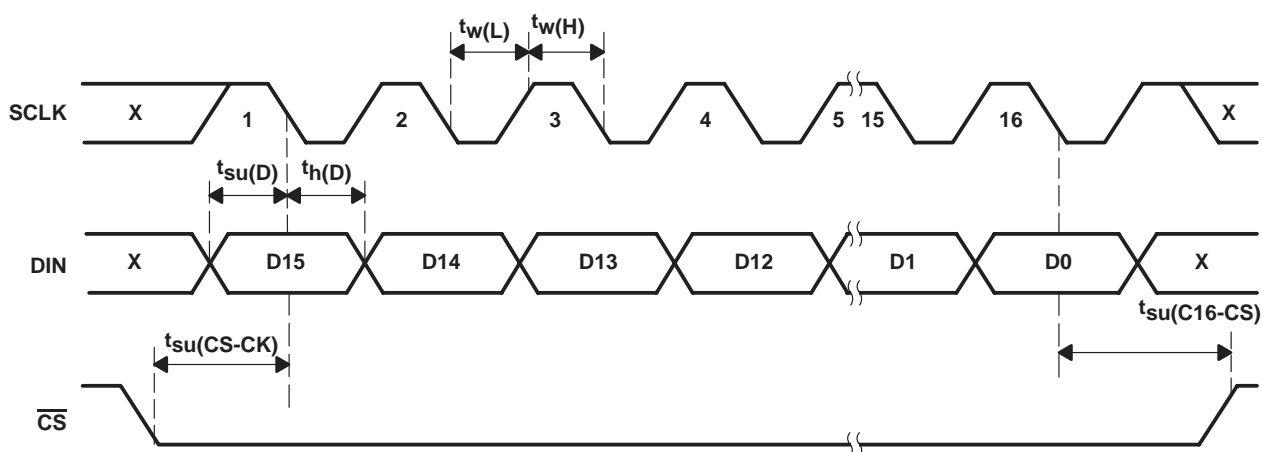 tw(L) tw(H)
SCLK X 1 2 3 4 5 15 16 X
tsu(D) th(D)
DIN X D15 D14 D13 D12 D1 D0 X
tsu(C16-CS)
tsu(CS-CK)
CS